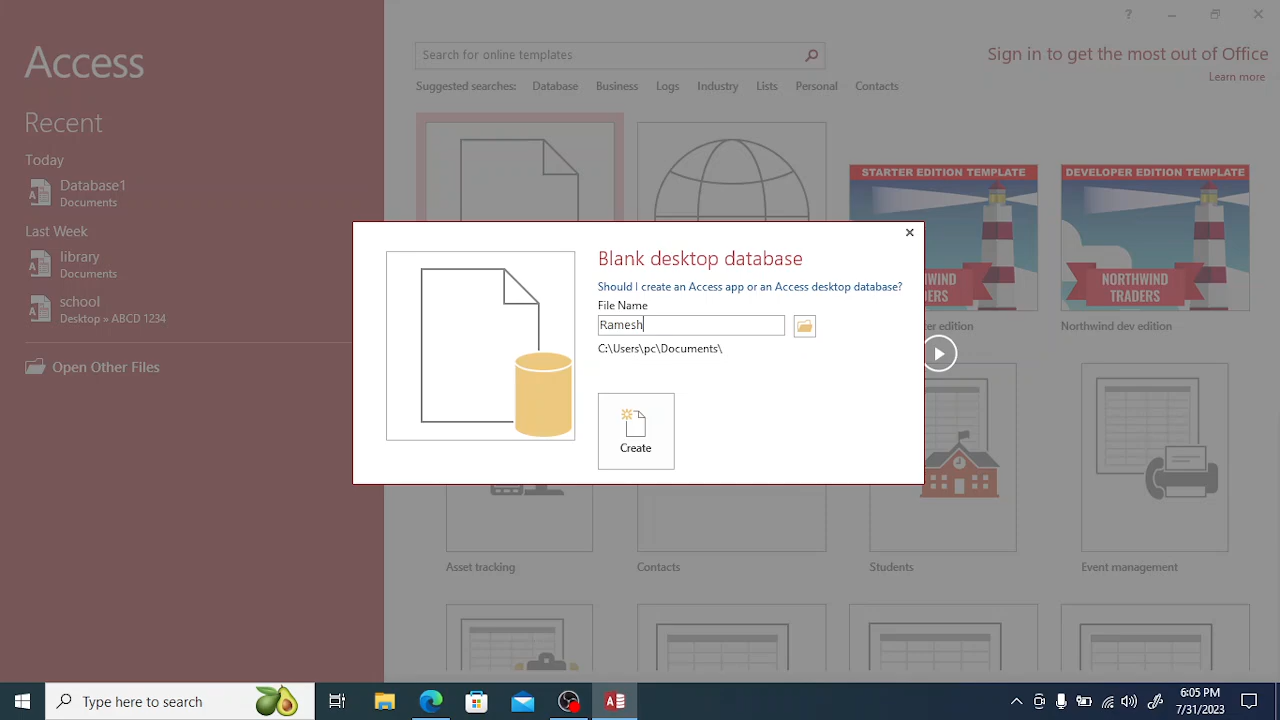 Access
Recent
Today
Database1
Documents
Last Week
library
Documents
school
Desktop » ABCD 1234
Open Other Files
?
Search for online templates
Sign in to get the most out of Office
Learn more
Suggested searches: Database Business Logs Industry Lists Personal Contacts
STARTER EDITION TEMPLATE
DEVELOPER EDITION TEMPLATE
NORTHWIND
TRADERS
edition
Northwind dev edition
Blank desktop database
Should I create an Access app or an Access desktop database?
File Name
Ramesh
C:\Users\pc\Documents\
Create
Asset tracking
Contacts
Students
Event management
Type here to search
6:05 PM
7/31/2023